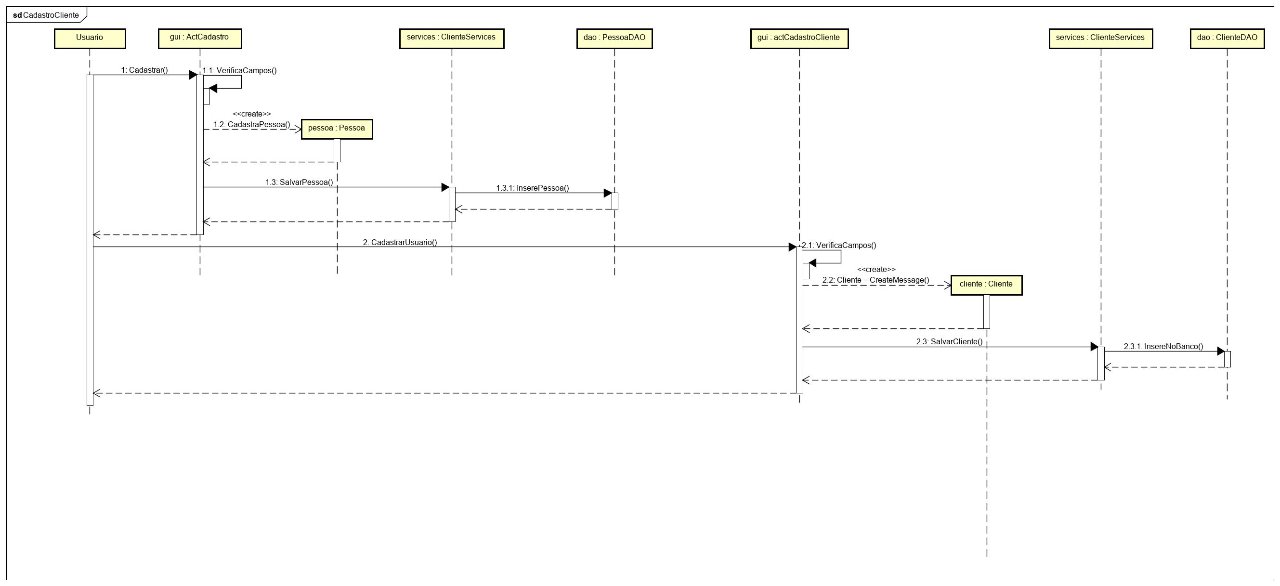 sd CadastroCliente
Usuario
gui : ActCadastro
services : ClienteServices
dao : PessoaDAO
gui : actCadastroCliente
services : ClienteServices
dao : ClienteDAO
1: Cadastrar()
1.1: VerificaCampos()
<<create>>
1.2: CadastraPessoa()
pessoa : Pessoa
1.3: SalvarPessoa()
1.3.1: InserePessoa()
2: CadastrarUsuario()
2.1: VerificaCampos()
<<create>>
2.2: Cliente CreateMessage()
cliente : Cliente
2.3: SalvarCliente()
2.3.1: InsereNoBanco()